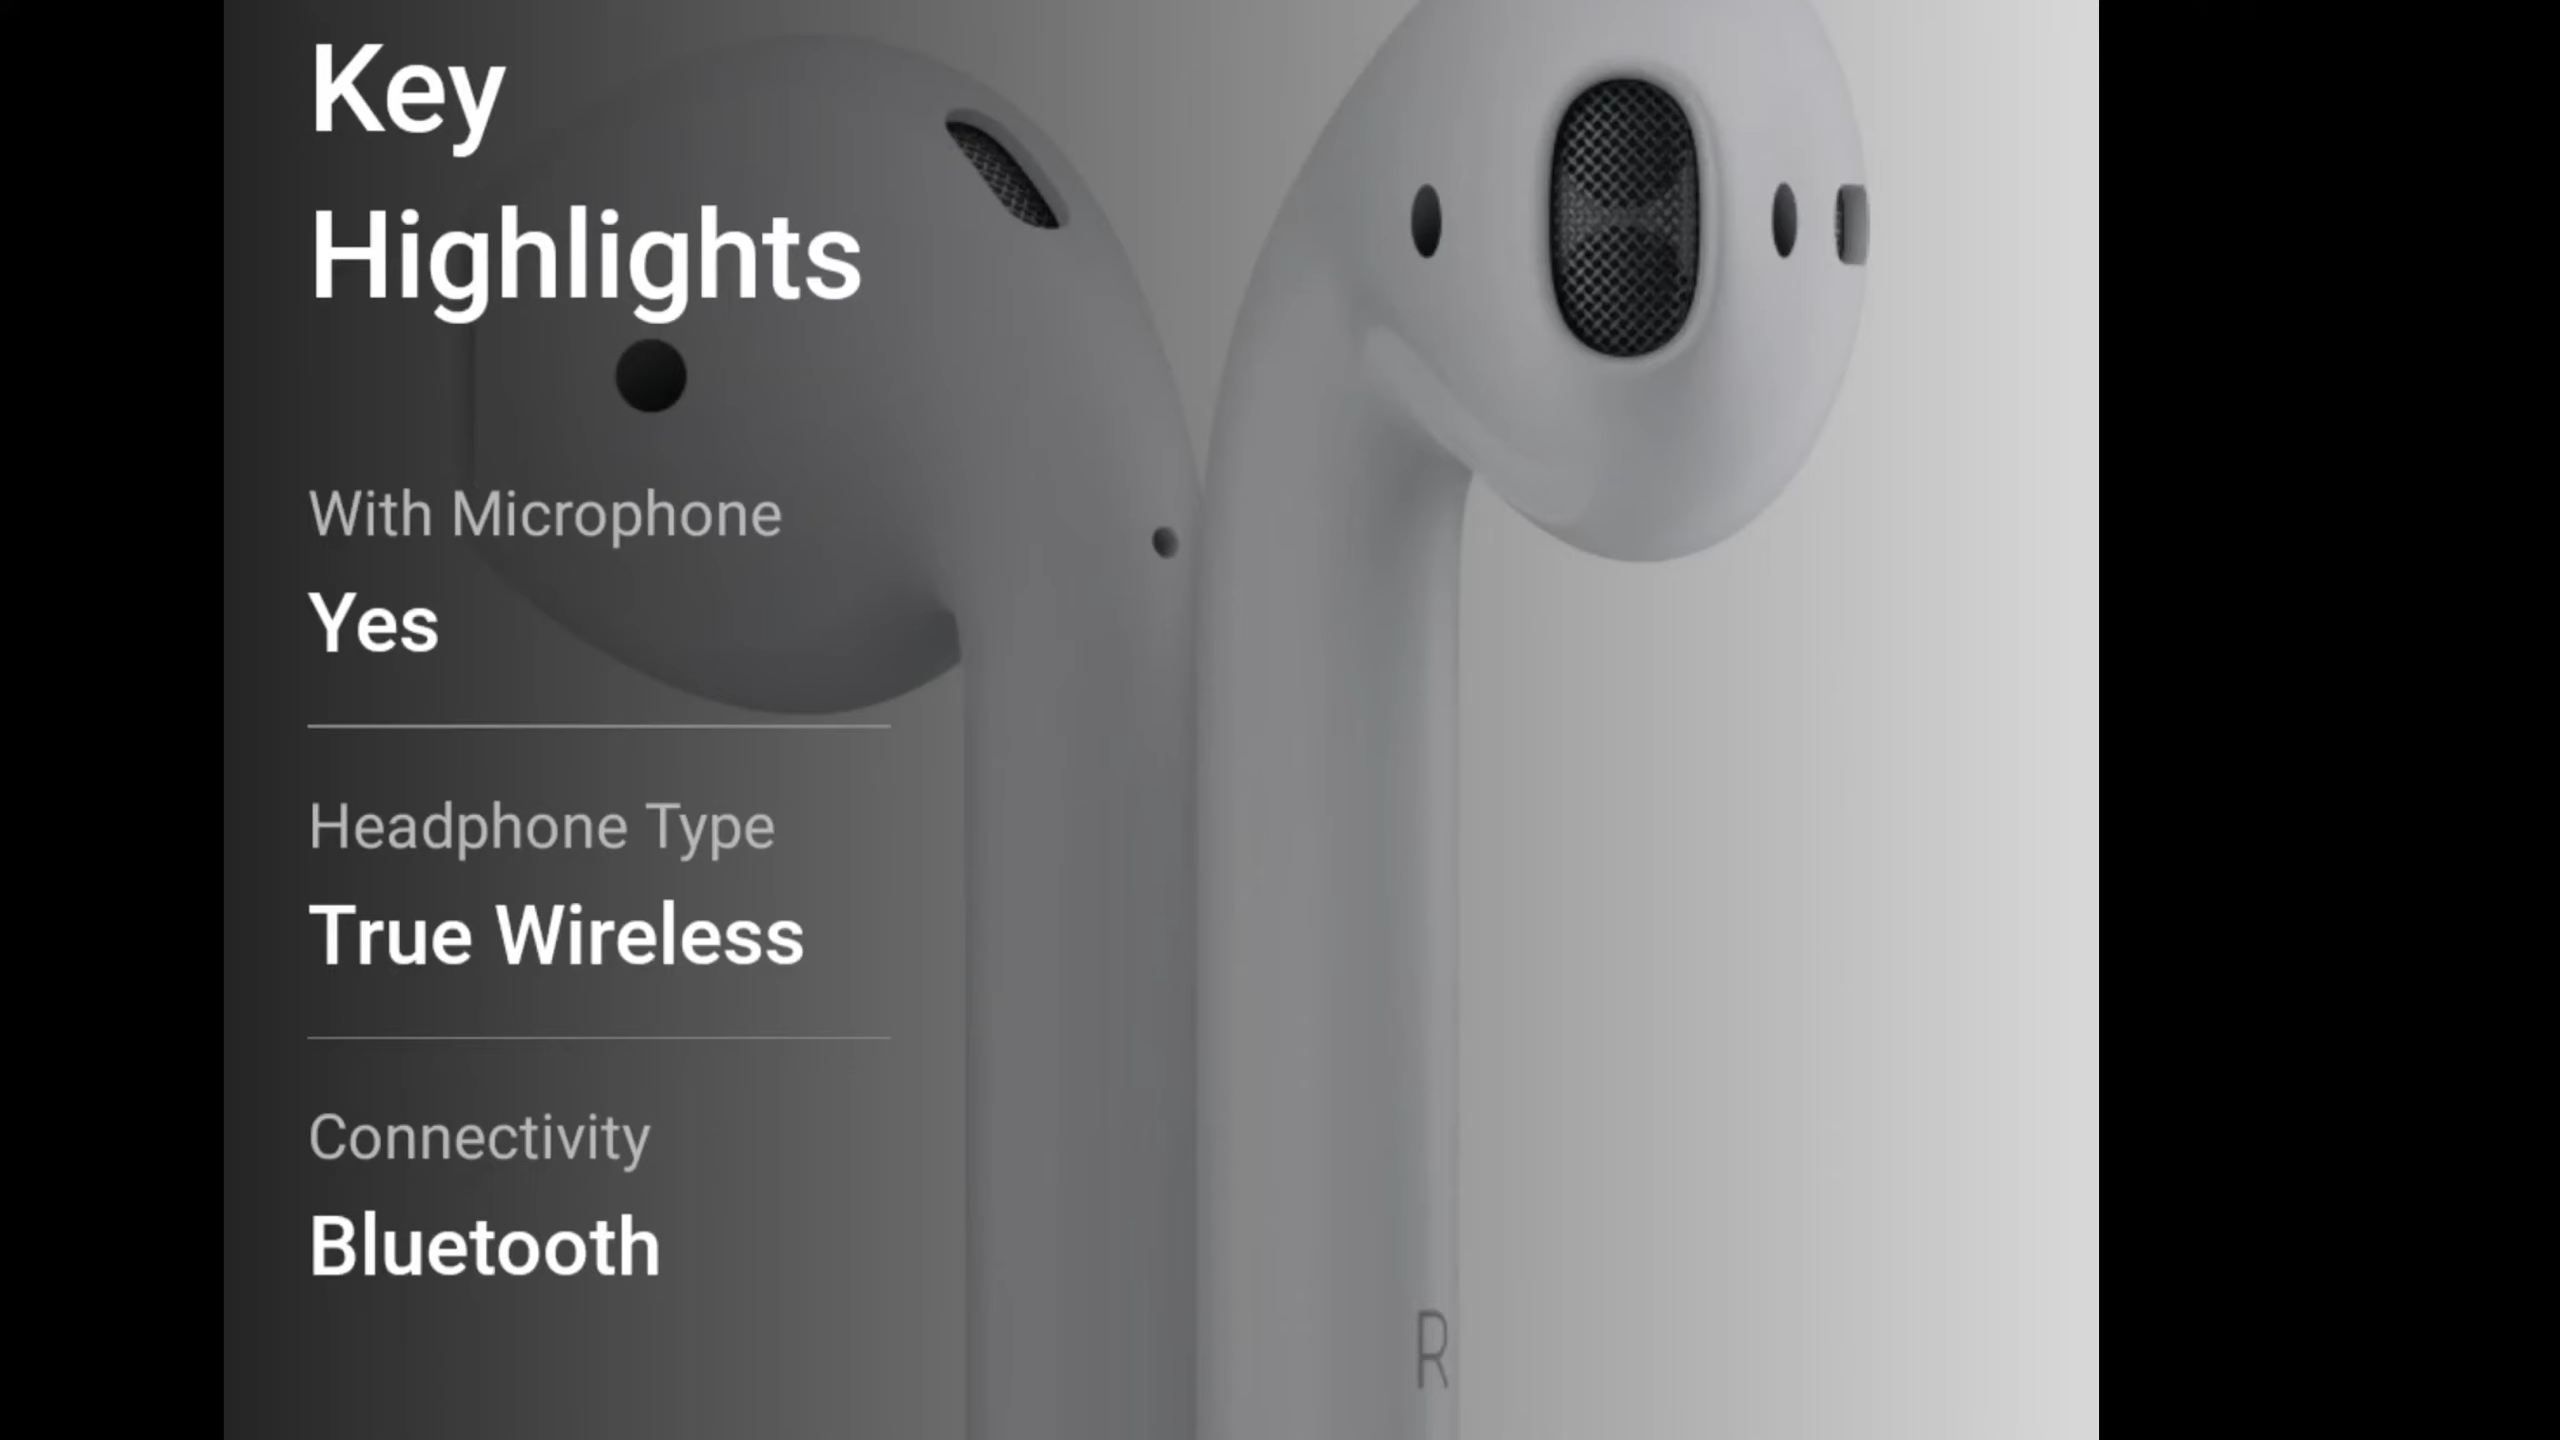 Key
Highlights
With Microphone
Yes
Headphone Type
True Wireless
Connectivity
Bluetooth
R